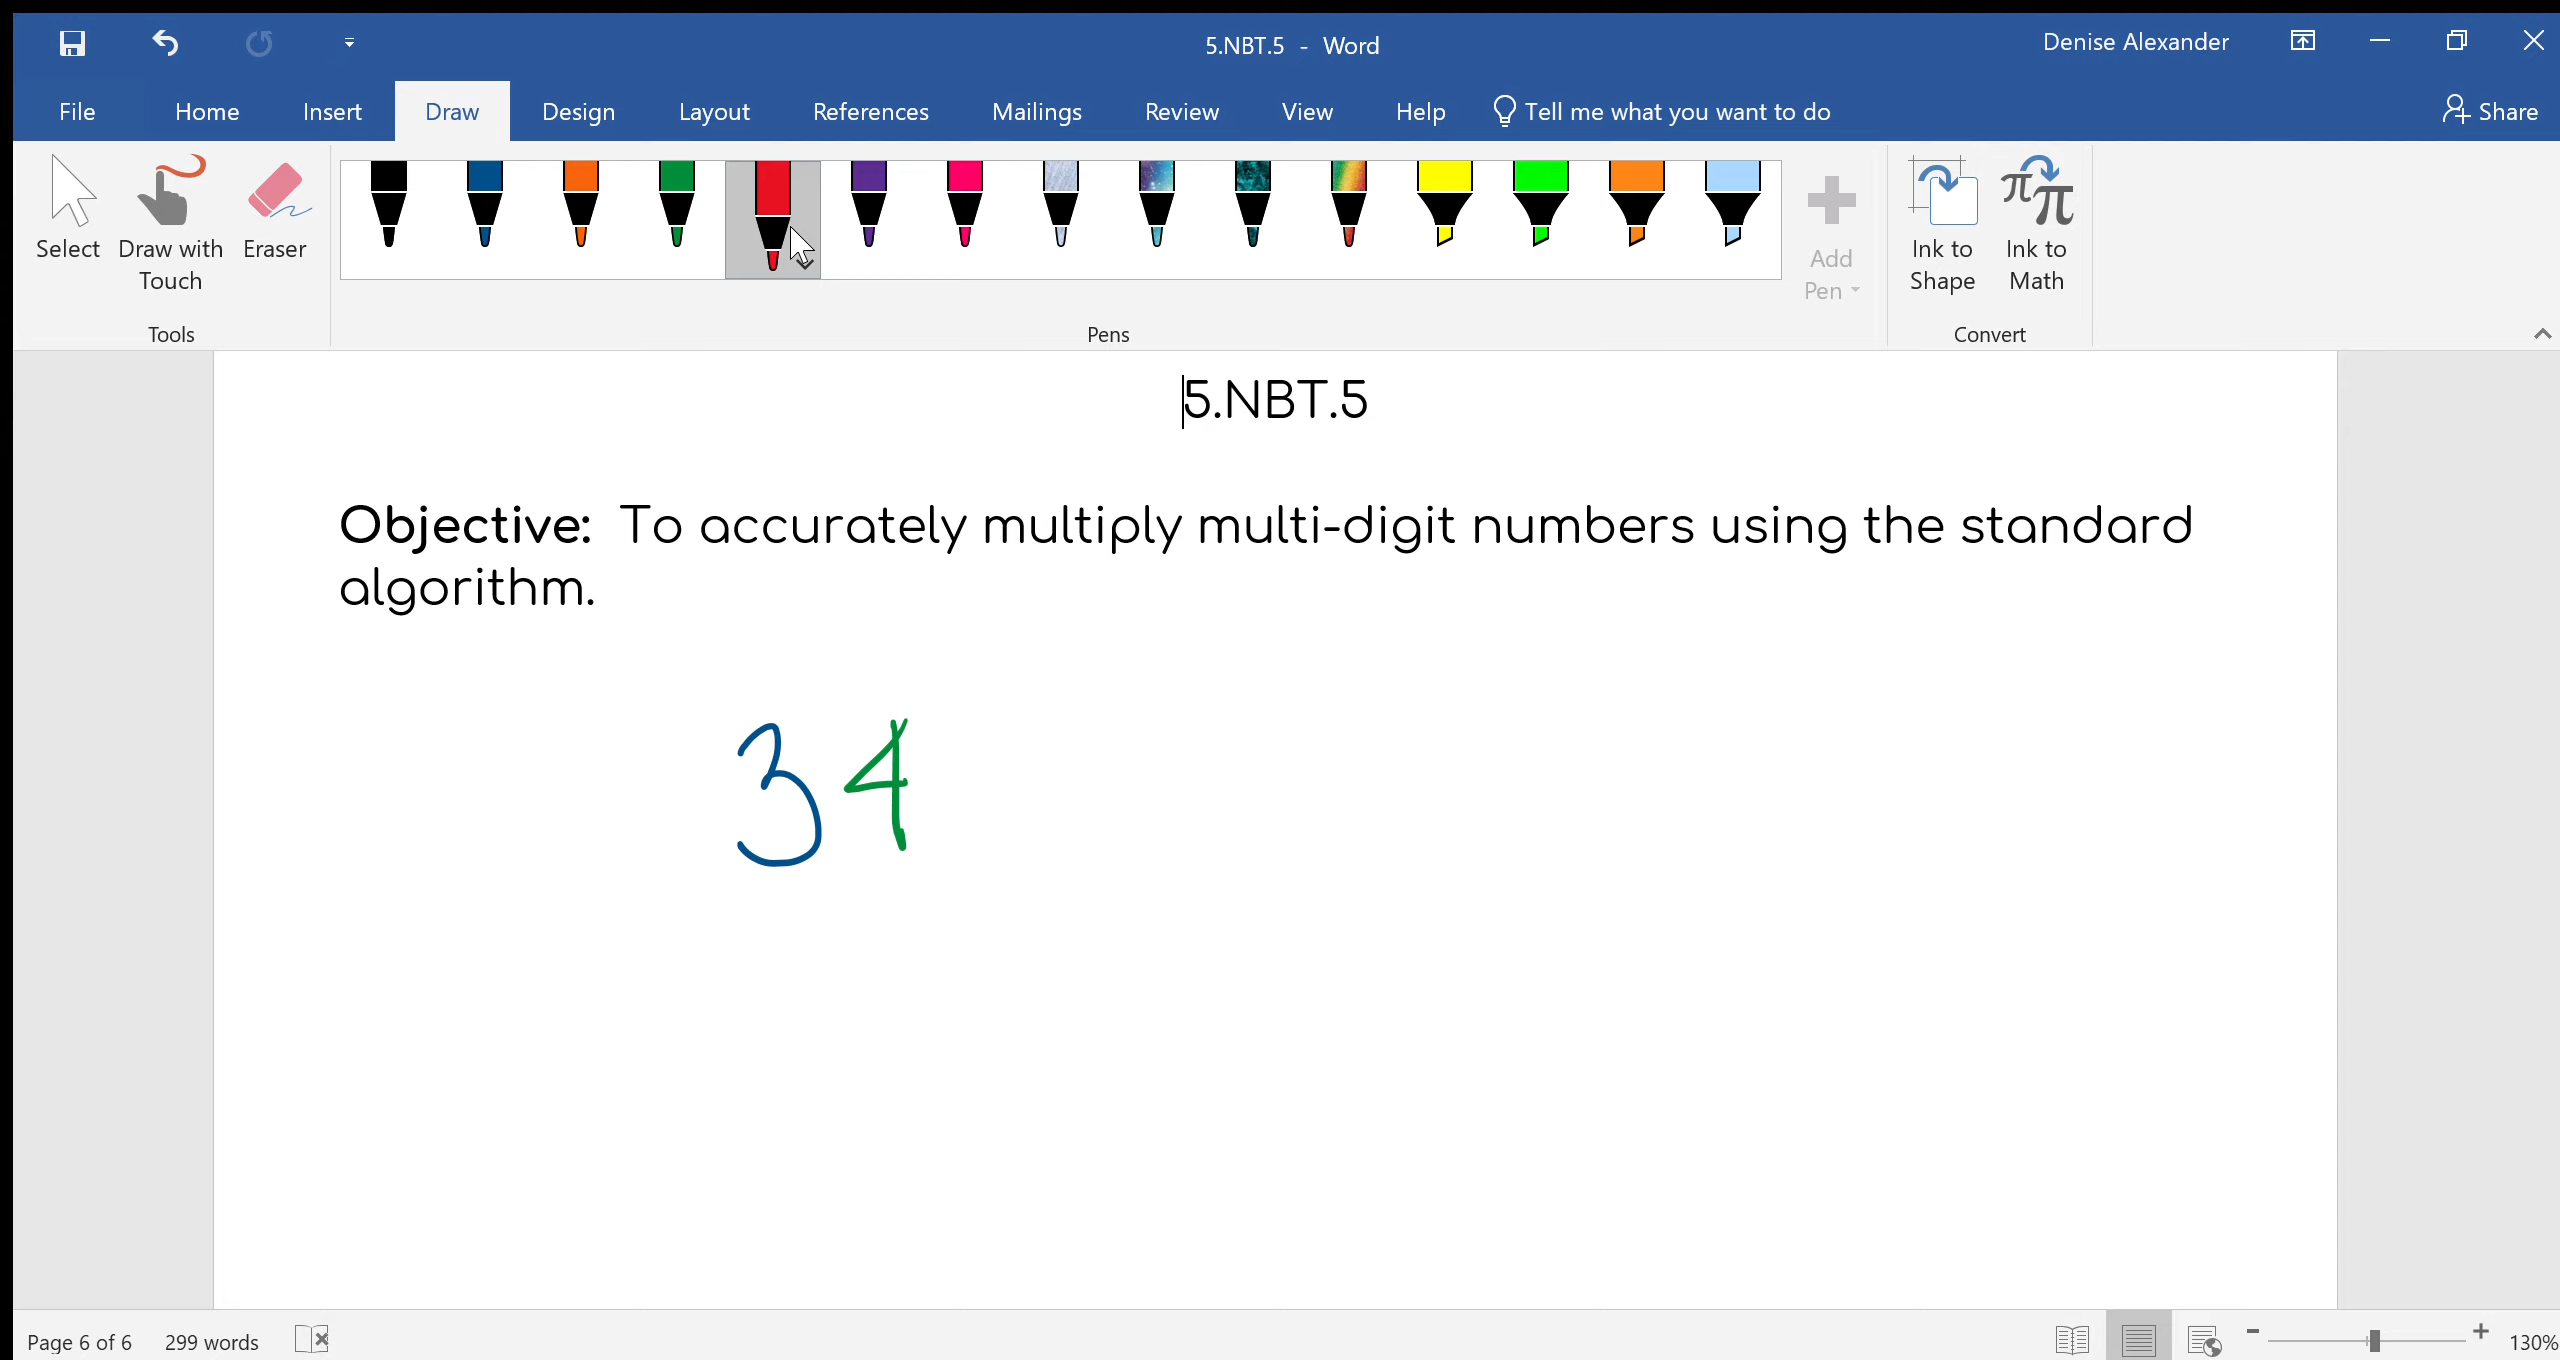 5.NBT.5 - Word
Denise Alexander
File Home Insert Draw Design Layout References Mailings Review View Help Tell me what you want to do Share
Select Draw with Touch Eraser
Add Pen
Ink to Shape Ink to Math
Tools Pens Convert
5.NBT.5
Objective: To accurately multiply multi-digit numbers using the standard
algorithm.
34
Page 6 of 6 299 words 130%